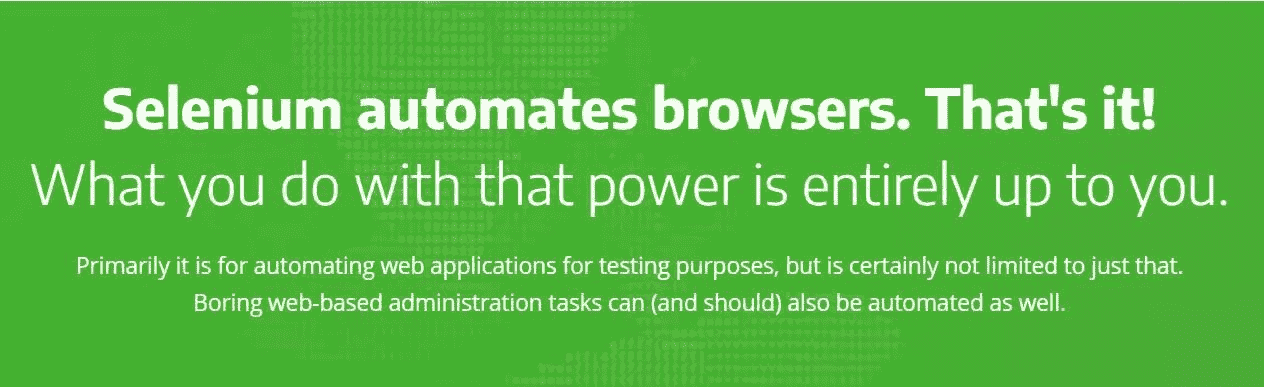 Selenium automates browsers. That's it!
What you do with that power is entirely up to you.
Primarily it is for automating web applications for testing purposes, but is certainly not limited to just that.
Boring web-based administration tasks can (and should) also be automated as well.